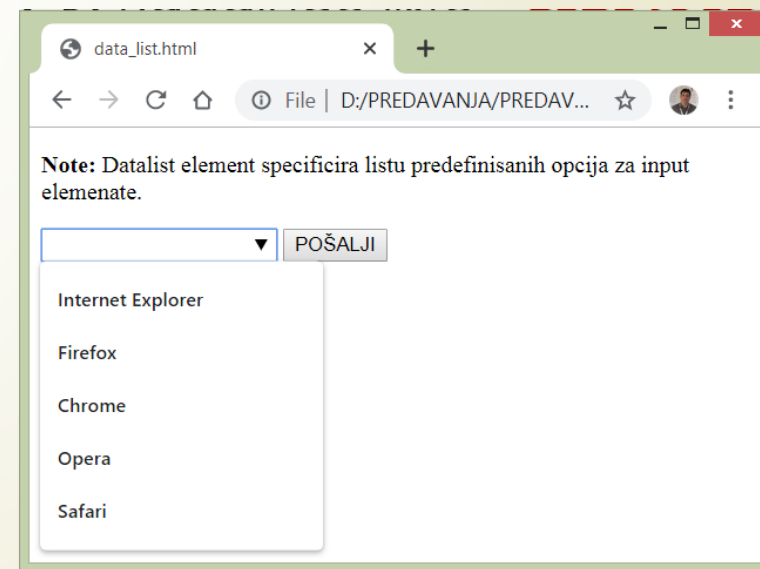 data_list.html
File | D:/PREDAVANJA/PREDAV...
Note: Datalist element specificira listu predefinisanih opcija za input
elemenate.
POŠALJI
Internet Explorer
Firefox
Chrome
Opera
Safari